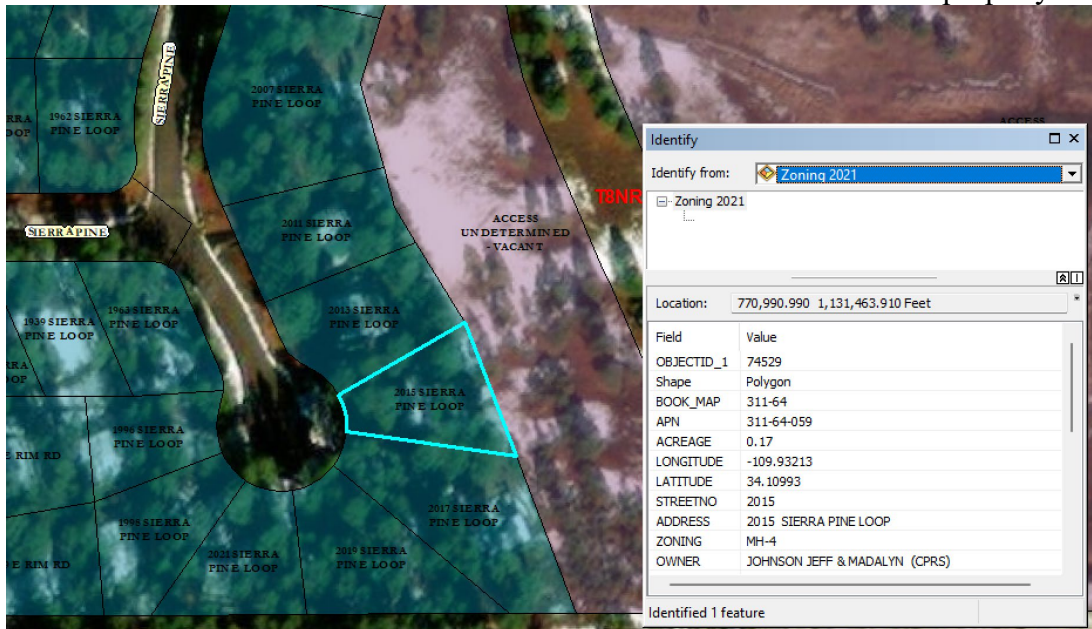 2007 SIERRA
PINE LOOP
1962 SIERRA
PINE LOOP
SIERRA PINE
RRA
OOP
SIERRA PINE
2011 SIERRA
PINE LOOP
ACCESS
UNDETERMINED
- VACANT
T8NR
ACCESS
1939 SIERRA
PINE LOOP
1963 SIERRA
PINE LOOP
2013 SIERRA
PINE LOOP
RRA
OOP
2015 SIERRA
PINE LOOP
1996 SIERRA
PINE LOOP
E RIM RD
2017 SIERRA
PINE LOOP
1998 SIERRA
PINE LOOP
E RIM RD
2021 SIERRA
PINE LOOP
2019 SIERRA
PINE LOOP
Identify
Identify from: Zoning 2021
Zoning 2021
Location: 770,990.990 1,131,463.910 Feet
Field Value
OBJECTID_1 74529
Shape Polygon
BOOK_MAP 311-64
APN 311-64-059
ACREAGE 0.17
LONGITUDE -109.93213
LATITUDE 34.10993
STREETNO 2015
ADDRESS 2015 SIERRA PINE LOOP
ZONING MH-4
OWNER JOHNSON JEFF & MADALYN (CPRS)
Identified 1 feature